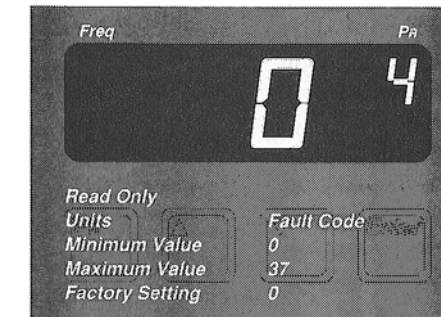 Freq PR
0 4
Read Only
Units Fault Code
Minimum Value 0
Maximum Value 37
Factory Setting 0